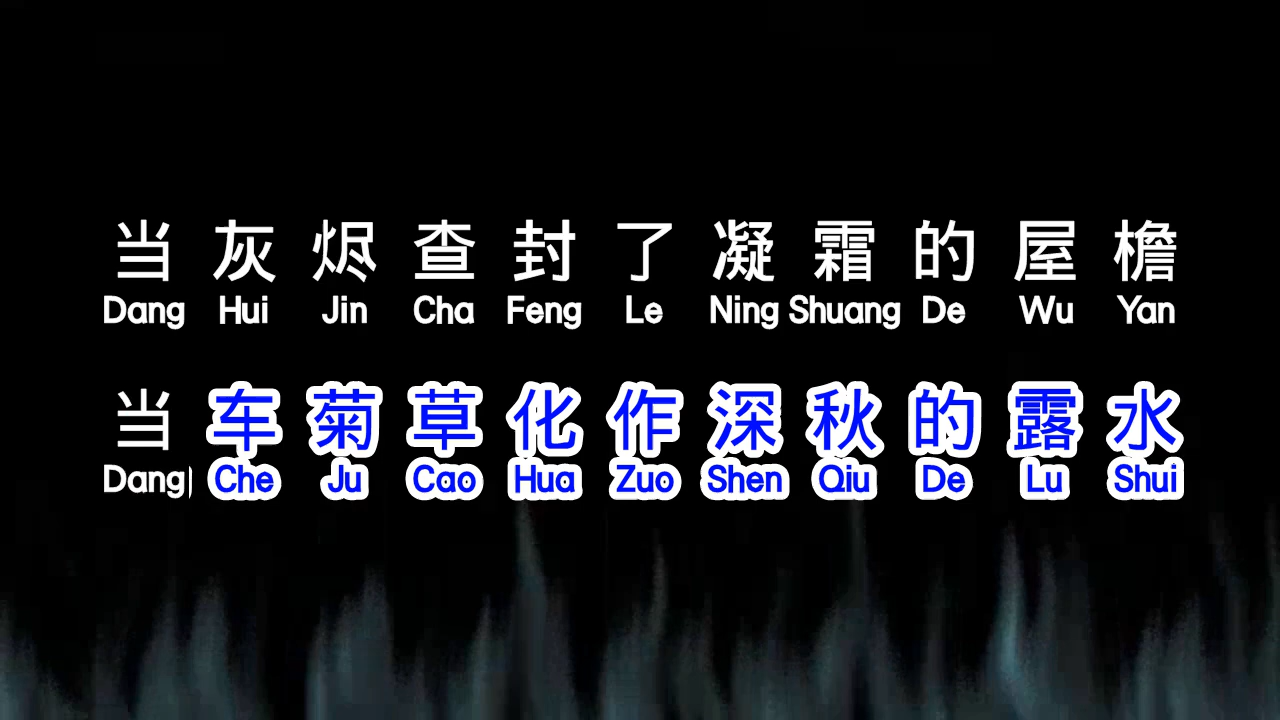 当 灰 烬 查 封 了 凝 霜 的 屋 檐
Dang Hui Jin Cha Feng Le Ning Shuang De Wu Yan
当 车 菊 草 化 作 深 秋 的 露 水
Dang Che Ju Cao Hua Zuo Shen Qiu De Lu Shui